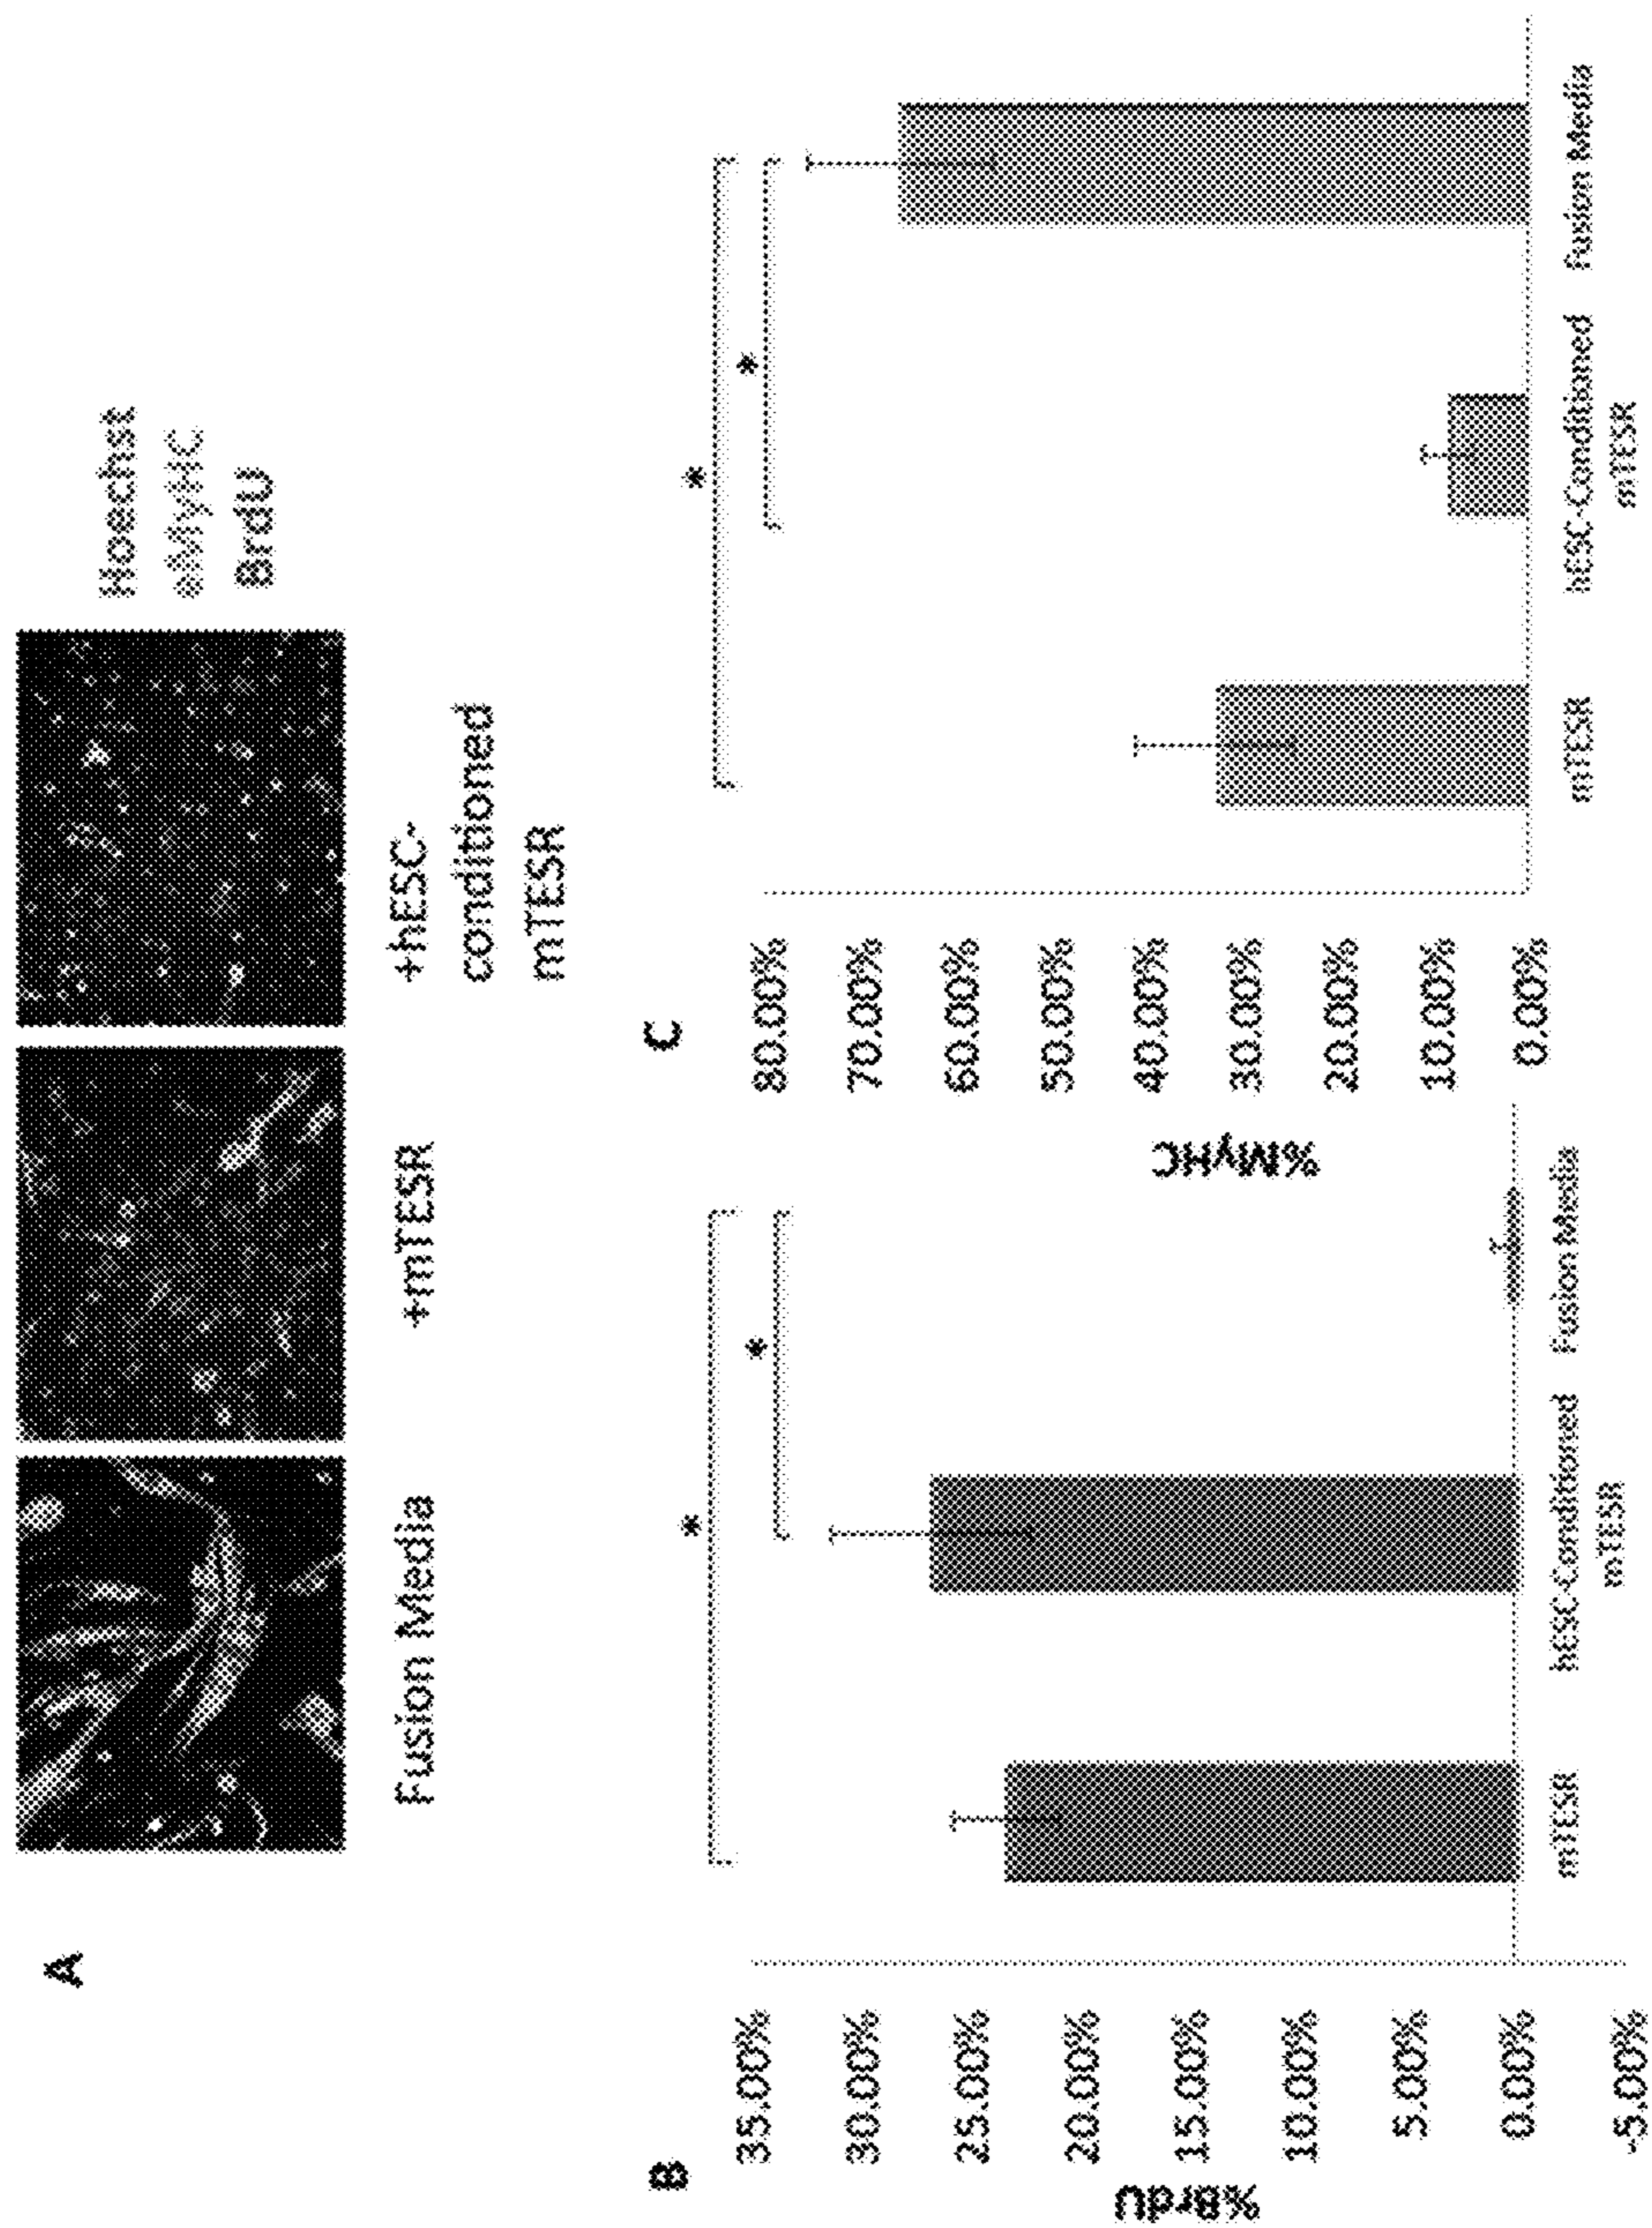 A
Hoechst
eMyHC
BrdU
Fusion Media
+mTESR
+hESC-
conditioned
mTESR
B
35.00%
30.00%
25.00%
20.00%
15.00%
10.00%
5.00%
0.00%
-5.00%
%BrdU
*
*
mTESR
hESC-Conditioned
mTESR
Fusion Media
C
80.00%
70.00%
60.00%
50.00%
40.00%
30.00%
20.00%
10.00%
0.00%
%MyHC
*
*
mTESR
hESC-Conditioned
mTESR
Fusion Media